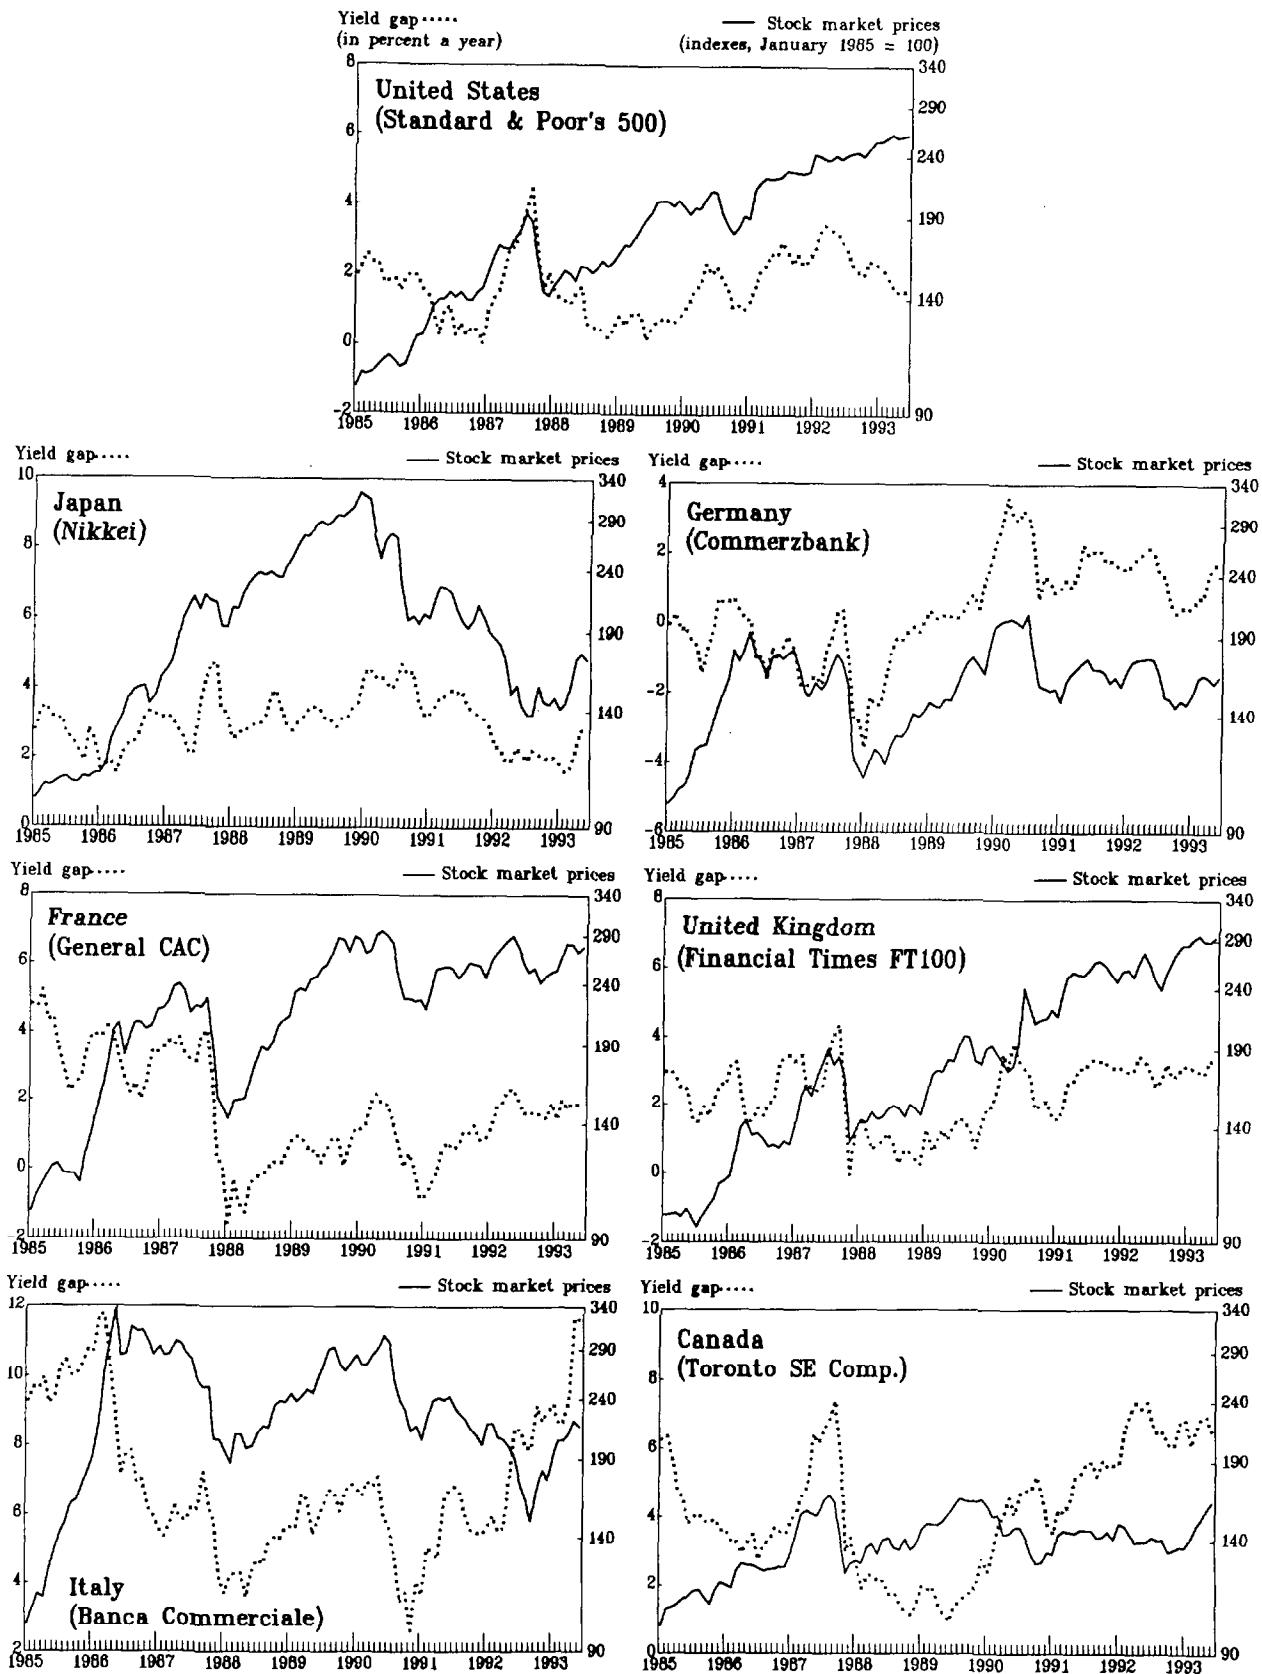 Yield gap ·····
(in percent a year)
— Stock market prices
(indexes, January 1985 = 100)
United States
(Standard & Poor's 500)
8
6
4
2
0
-2
340
290
240
190
140
90
1985 1986 1987 1988 1989 1990 1991 1992 1993
Yield gap·····
— Stock market prices
Japan
(Nikkei)
10
8
6
4
2
0
340
290
240
190
140
90
1985 1986 1987 1988 1989 1990 1991 1992 1993
Yield gap·····
— Stock market prices
Germany
(Commerzbank)
4
2
0
-2
-4
-6
340
290
240
190
140
90
1985 1986 1987 1988 1989 1990 1991 1992 1993
Yield gap·····
— Stock market prices
France
(General CAC)
8
6
4
2
0
-2
340
290
240
190
140
90
1985 1986 1987 1988 1989 1990 1991 1992 1993
Yield gap·····
— Stock market prices
United Kingdom
(Financial Times FT100)
8
6
4
2
0
-2
340
290
240
190
140
90
1985 1986 1987 1988 1989 1990 1991 1992 1993
Yield gap·····
— Stock market prices
Italy
(Banca Commerciale)
12
10
8
6
4
2
340
290
240
190
140
90
1985 1986 1987 1988 1989 1990 1991 1992 1993
Yield gap·····
— Stock market prices
Canada
(Toronto SE Comp.)
10
8
6
4
2
0
340
290
240
190
140
90
1985 1986 1987 1988 1989 1990 1991 1992 1993